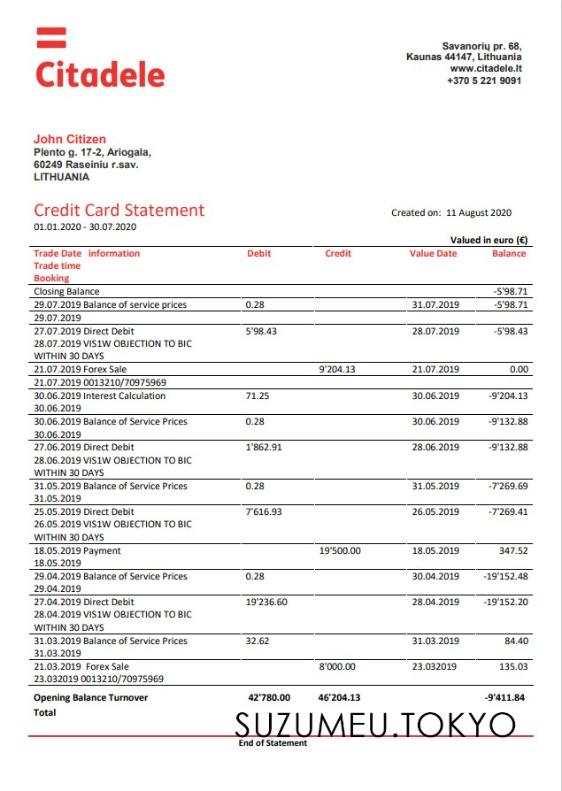 Citadele
Savanorių pr. 68,
Kaunas 44147, Lithuania
www.citadele.lt
+370 5 221 9091
John Citizen
Plento g. 17-2, Ariogala,
60249 Raseiniu r.sav.
LITHUANIA
Credit Card Statement
Created on: 11 August 2020
01.01.2020 - 30.07.2020
Valued in euro (€)
Trade Date information Debit Credit Value Date Balance
Trade time
Booking
Closing Balance -5'98.71
29.07.2019 Balance of service prices 0.28 31.07.2019 -5'98.71
29.07.2019
27.07.2019 Direct Debit 5'98.43 28.07.2019 -5'98.43
28.07.2019 VIS1W OBJECTION TO BIC
WITHIN 30 DAYS
21.07.2019 Forex Sale 9'204.13 21.07.2019 0.00
21.07.2019 0013210/70975969
30.06.2019 Interest Calculation 71.25 30.06.2019 -9'204.13
30.06.2019
30.06.2019 Balance of Service Prices 0.28 30.06.2019 -9'132.88
30.06.2019
27.06.2019 Direct Debit 1'862.91 28.06.2019 -9'132.88
28.06.2019 VIS1W OBJECTION TO BIC
WITHIN 30 DAYS
31.05.2019 Balance of Service Prices 0.28 31.05.2019 -7'269.69
31.05.2019
25.05.2019 Direct Debit 7'616.93 26.05.2019 -7'269.41
26.05.2019 VIS1W OBJECTION TO BIC
WITHIN 30 DAYS
18.05.2019 Payment 19'500.00 18.05.2019 347.52
18.05.2019
29.04.2019 Balance of Service Prices 0.28 30.04.2019 -19'152.48
29.04.2019
27.04.2019 Direct Debit 19'236.60 28.04.2019 -19'152.20
28.04.2019 VIS1W OBJECTION TO BIC
WITHIN 30 DAYS
31.03.2019 Balance of Service Prices 32.62 31.03.2019 84.40
31.03.2019
21.03.2019 Forex Sale 8'000.00 23.032019 135.03
23.032019 0013210/70975969
Opening Balance Turnover 42'780.00 46'204.13 -9'411.84
Total
SUZUMEU.TOKYO
End of Statement